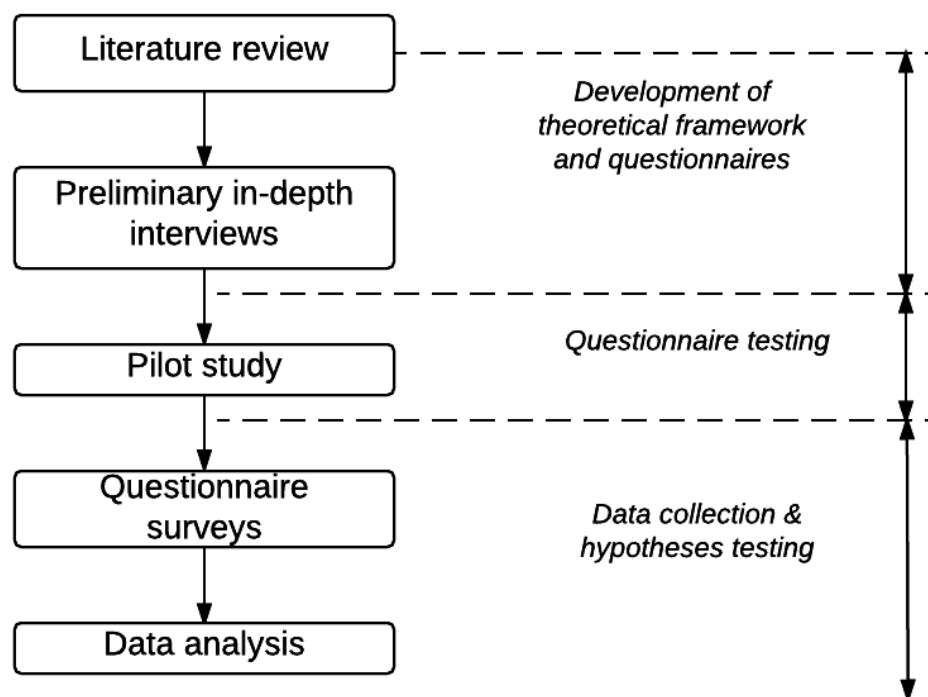 Literature review
Development of
theoretical framework
and questionnaires
Preliminary in-depth
interviews
Questionnaire testing
Pilot study
Questionnaire
surveys
Data collection &
hypotheses testing
Data analysis